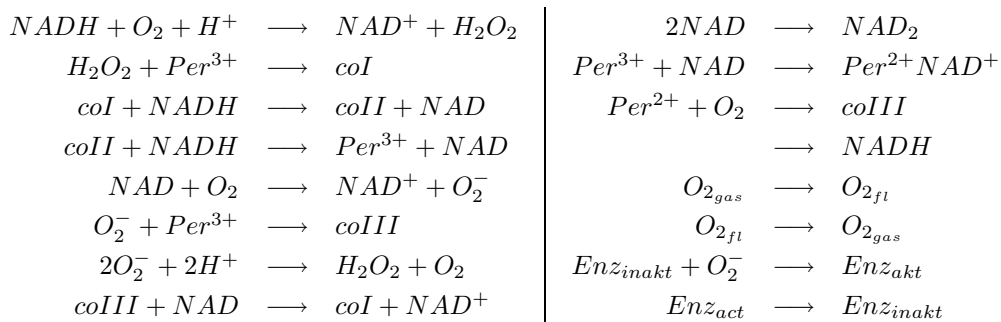 NADH + O₂ + H⁺ ⟶ NAD⁺ + H₂O₂
H₂O₂ + Per³⁺ ⟶ coI
coI + NADH ⟶ coII + NAD
coII + NADH ⟶ Per³⁺ + NAD
NAD + O₂ ⟶ NAD⁺ + O₂⁻
O₂⁻ + Per³⁺ ⟶ coIII
2O₂⁻ + 2H⁺ ⟶ H₂O₂ + O₂
coIII + NAD ⟶ coI + NAD⁺
2NAD ⟶ NAD₂
Per³⁺ + NAD ⟶ Per²⁺NAD⁺
Per²⁺ + O₂ ⟶ coIII
⟶ NADH
O₂gas ⟶ O₂fl
O₂fl ⟶ O₂gas
Enzinakt + O₂⁻ ⟶ Enzakt
Enzact ⟶ Enzinakt